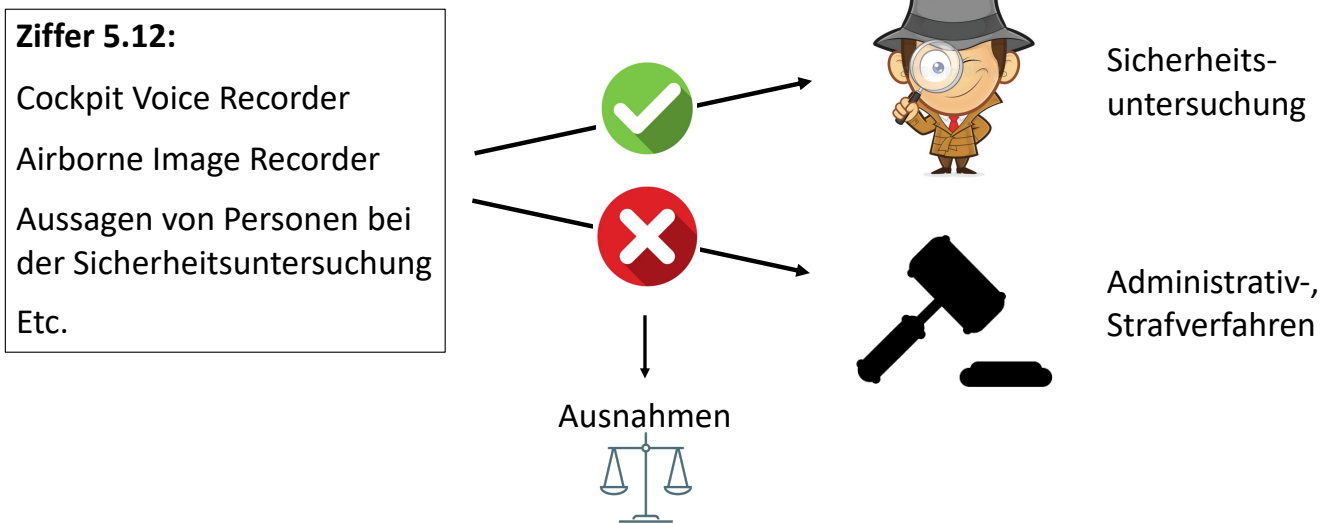 Ziffer 5.12:
Cockpit Voice Recorder
Airborne Image Recorder
Aussagen von Personen bei
der Sicherheitsuntersuchung
Etc.
Sicherheits-
untersuchung
Administrativ-,
Strafverfahren
Ausnahmen